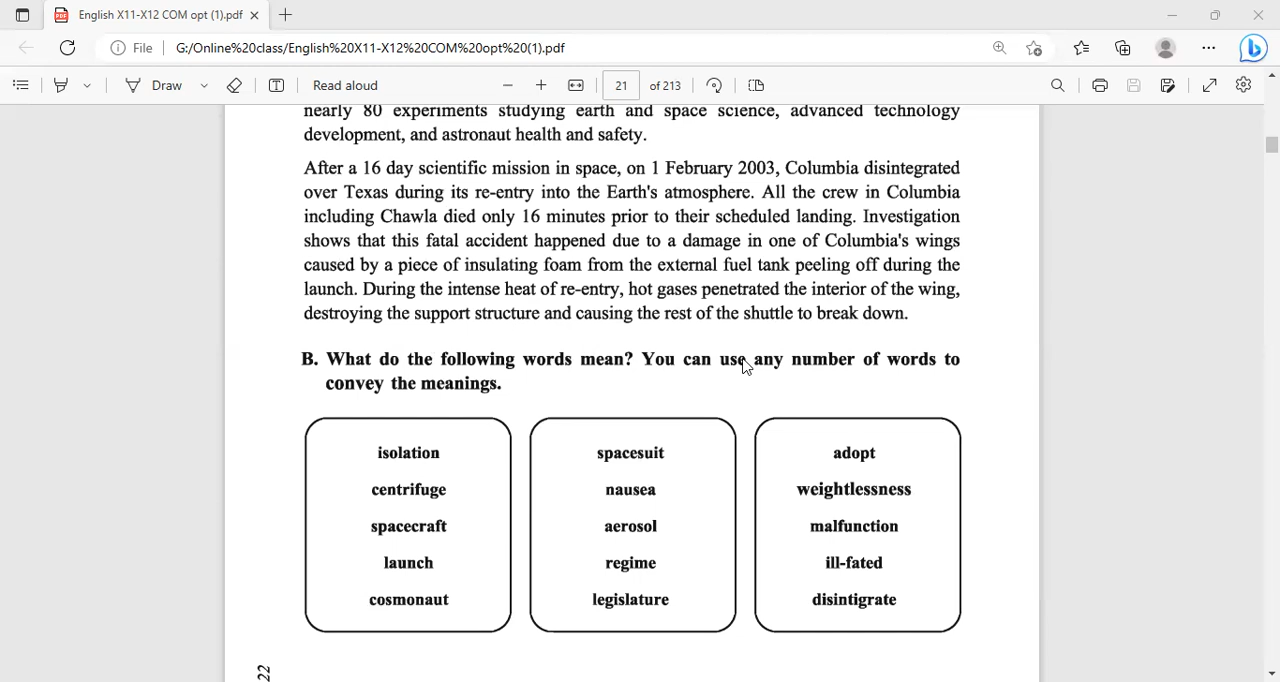 English X11-X12 COM opt (1).pdf
File G:/Online%20class/English%20X11-X12%20COM%20opt%20(1).pdf
Draw Read aloud 21 of 213
nearly 80 experiments studying earth and space science, advanced technology
development, and astronaut health and safety.
After a 16 day scientific mission in space, on 1 February 2003, Columbia disintegrated
over Texas during its re-entry into the Earth's atmosphere. All the crew in Columbia
including Chawla died only 16 minutes prior to their scheduled landing. Investigation
shows that this fatal accident happened due to a damage in one of Columbia's wings
caused by a piece of insulating foam from the external fuel tank peeling off during the
launch. During the intense heat of re-entry, hot gases penetrated the interior of the wing,
destroying the support structure and causing the rest of the shuttle to break down.
B. What do the following words mean? You can use any number of words to
convey the meanings.
isolation
centrifuge
spacecraft
launch
cosmonaut
spacesuit
nausea
aerosol
regime
legislature
adopt
weightlessness
malfunction
ill-fated
disintigrate
22